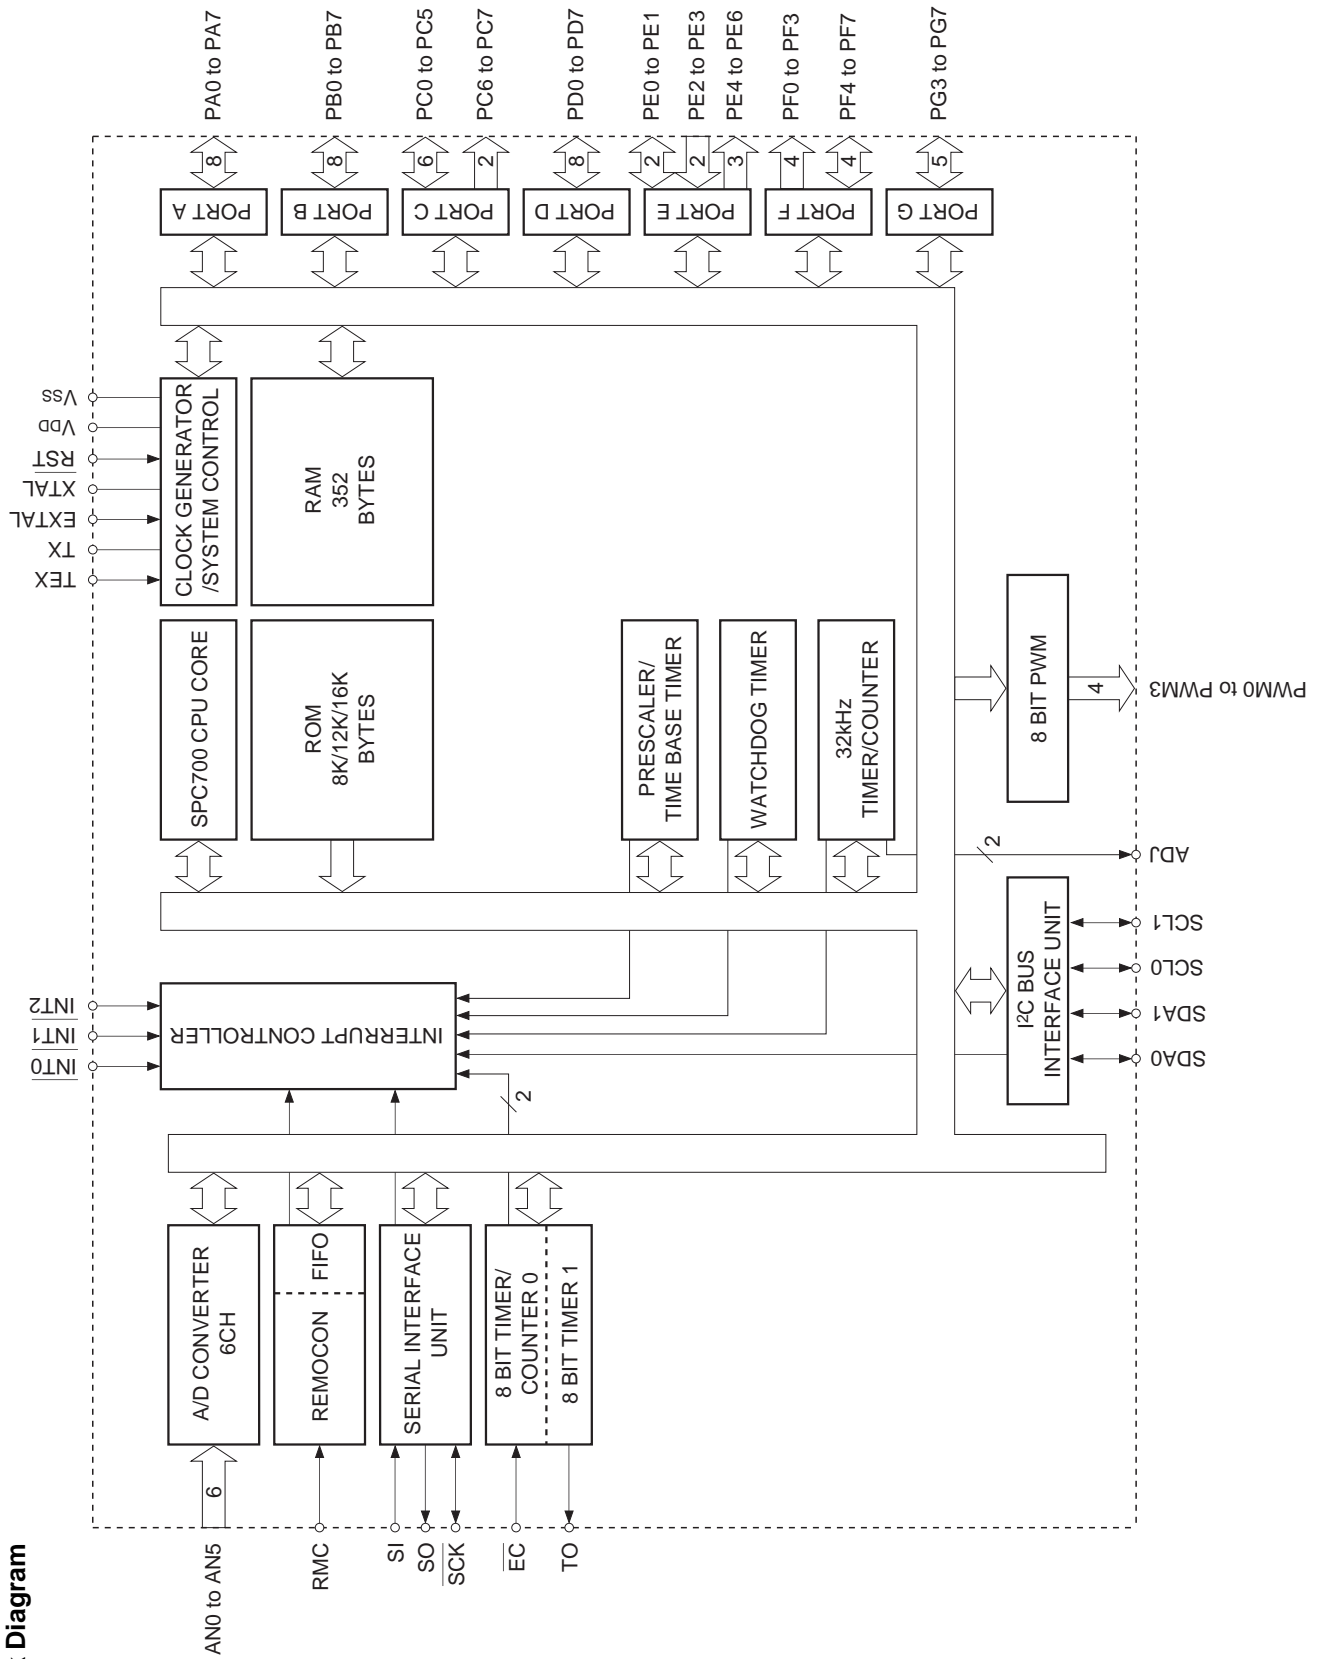 Diagram
AN0 to AN5
RMC
SI
SO
SCK
EC
TO
6
A/D CONVERTER
6CH
REMOCON
FIFO
SERIAL INTERFACE
UNIT
8 BIT TIMER/
COUNTER 0
8 BIT TIMER 1
2
INT0
INT1
INT2
INTERRUPT CONTROLLER
TEX
TX
EXTAL
XTAL
RST
VDD
VSS
SPC700 CPU CORE
CLOCK GENERATOR
/SYSTEM CONTROL
ROM
8K/12K/16K
BYTES
RAM
352
BYTES
PRESCALER/
TIME BASE TIMER
WATCHDOG TIMER
32kHz
TIMER/COUNTER
PORT A
8
PA0 to PA7
PORT B
8
PB0 to PB7
PORT C
6
PC0 to PC5
2
PC6 to PC7
PORT D
8
PD0 to PD7
PORT E
2
PE0 to PE1
2
PE2 to PE3
3
PE4 to PE6
PORT F
4
PF0 to PF3
4
PF4 to PF7
PORT G
5
PG3 to PG7
I2C BUS
INTERFACE UNIT
SDA0
SDA1
SCL0
SCL1
2
ADJ
8 BIT PWM
4
PWM0 to PWM3